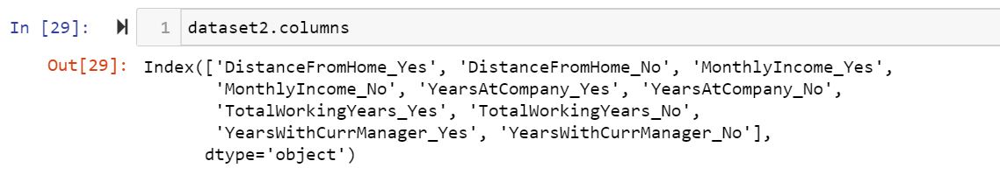 In [29]: 1 dataset2.columns
Out[29]: Index(['DistanceFromHome_Yes', 'DistanceFromHome_No', 'MonthlyIncome_Yes',
'MonthlyIncome_No', 'YearsAtCompany_Yes', 'YearsAtCompany_No',
'TotalWorkingYears_Yes', 'TotalWorkingYears_No',
'YearsWithCurrManager_Yes', 'YearsWithCurrManager_No'],
dtype='object')